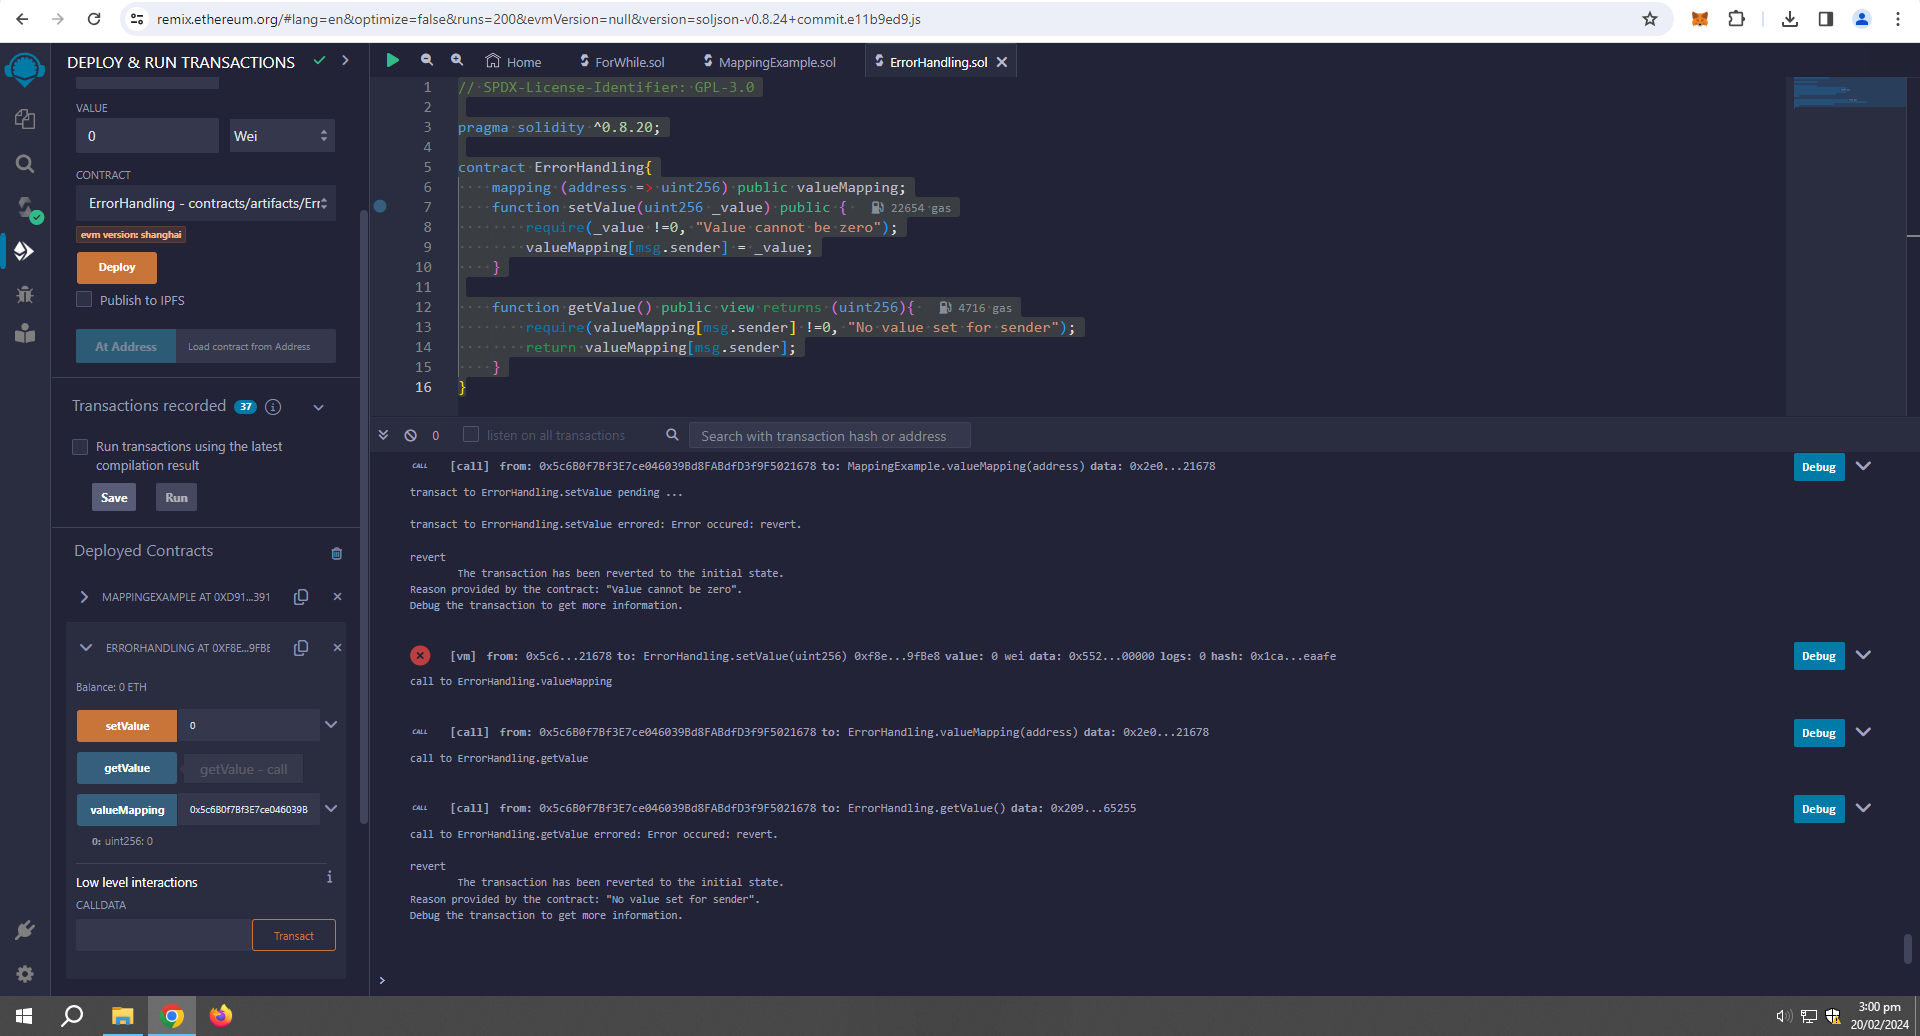 remix.ethereum.org/#lang=en&optimize=false&runs=200&evmVersion=null&version=soljson-v0.8.24+commit.e11b9ed9.js
DEPLOY & RUN TRANSACTIONS
VALUE
0
Wei
CONTRACT
ErrorHandling - contracts/artifacts/Err
evm version: shanghai
Deploy
Publish to IPFS
At Address
Load contract from Address
Transactions recorded 37 i
Run transactions using the latest
compilation result
Save
Run
Deployed Contracts
MAPPINGEXAMPLE AT 0XD91...391
ERRORHANDLING AT 0XF8E...9FBE
Balance: 0 ETH
setValue
0
getValue
getValue - call
valueMapping
0x5c6B0f7Bf3E7ce046039B
0: uint256: 0
Low level interactions
i
CALLDATA
Transact
Home
ForWhile.sol
MappingExample.sol
ErrorHandling.sol
1 // SPDX-License-Identifier: GPL-3.0
2
3 pragma solidity ^0.8.20;
4
5 contract ErrorHandling{
6 mapping (address => uint256) public valueMapping;
7 function setValue(uint256 _value) public { 22654 gas
8 require(_value !=0, "Value cannot be zero");
9 valueMapping[msg.sender] = _value;
10 }
11
12 function getValue() public view returns (uint256){ 4716 gas
13 require(valueMapping[msg.sender] !=0, "No value set for sender");
14 return valueMapping[msg.sender];
15 }
16 }
0
listen on all transactions
Search with transaction hash or address
CALL [call] from: 0x5c6B0f7Bf3E7ce046039Bd8FABdfD3f9F5021678 to: MappingExample.valueMapping(address) data: 0x2e0...21678
Debug
transact to ErrorHandling.setValue pending ...
transact to ErrorHandling.setValue errored: Error occured: revert.
revert
The transaction has been reverted to the initial state.
Reason provided by the contract: "Value cannot be zero".
Debug the transaction to get more information.
[vm] from: 0x5c6...21678 to: ErrorHandling.setValue(uint256) 0xf8e...9fBe8 value: 0 wei data: 0x552...00000 logs: 0 hash: 0x1ca...eaafe
Debug
call to ErrorHandling.valueMapping
CALL [call] from: 0x5c6B0f7Bf3E7ce046039Bd8FABdfD3f9F5021678 to: ErrorHandling.valueMapping(address) data: 0x2e0...21678
Debug
call to ErrorHandling.getValue
CALL [call] from: 0x5c6B0f7Bf3E7ce046039Bd8FABdfD3f9F5021678 to: ErrorHandling.getValue() data: 0x209...65255
Debug
call to ErrorHandling.getValue errored: Error occured: revert.
revert
The transaction has been reverted to the initial state.
Reason provided by the contract: "No value set for sender".
Debug the transaction to get more information.
>
3:00 pm
20/02/2024